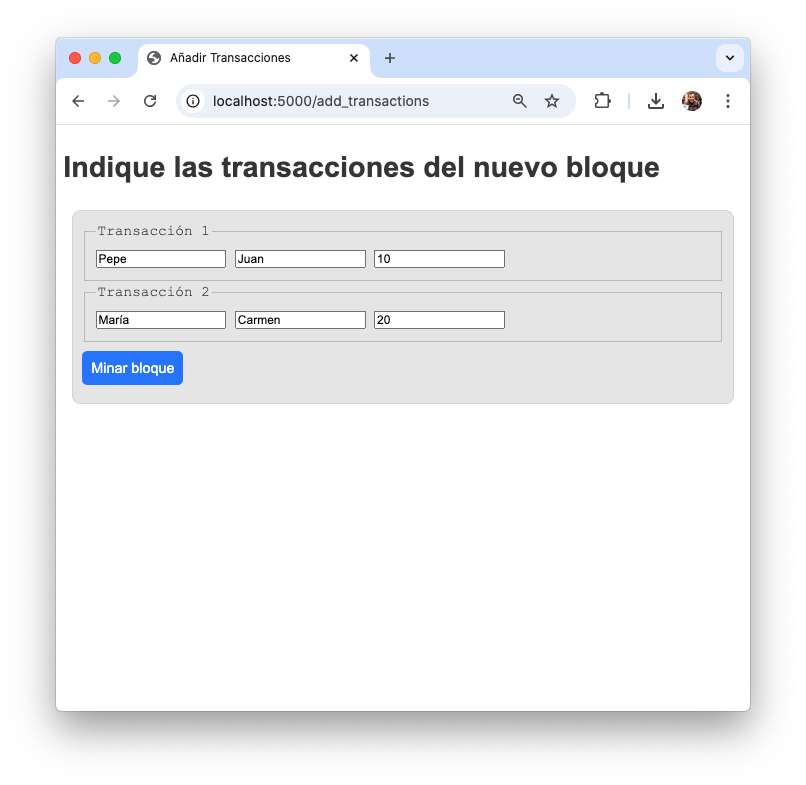 Añadir Transacciones
localhost:5000/add_transactions
Indique las transacciones del nuevo bloque
Transacción 1
Pepe Juan 10
Transacción 2
María Carmen 20
Minar bloque